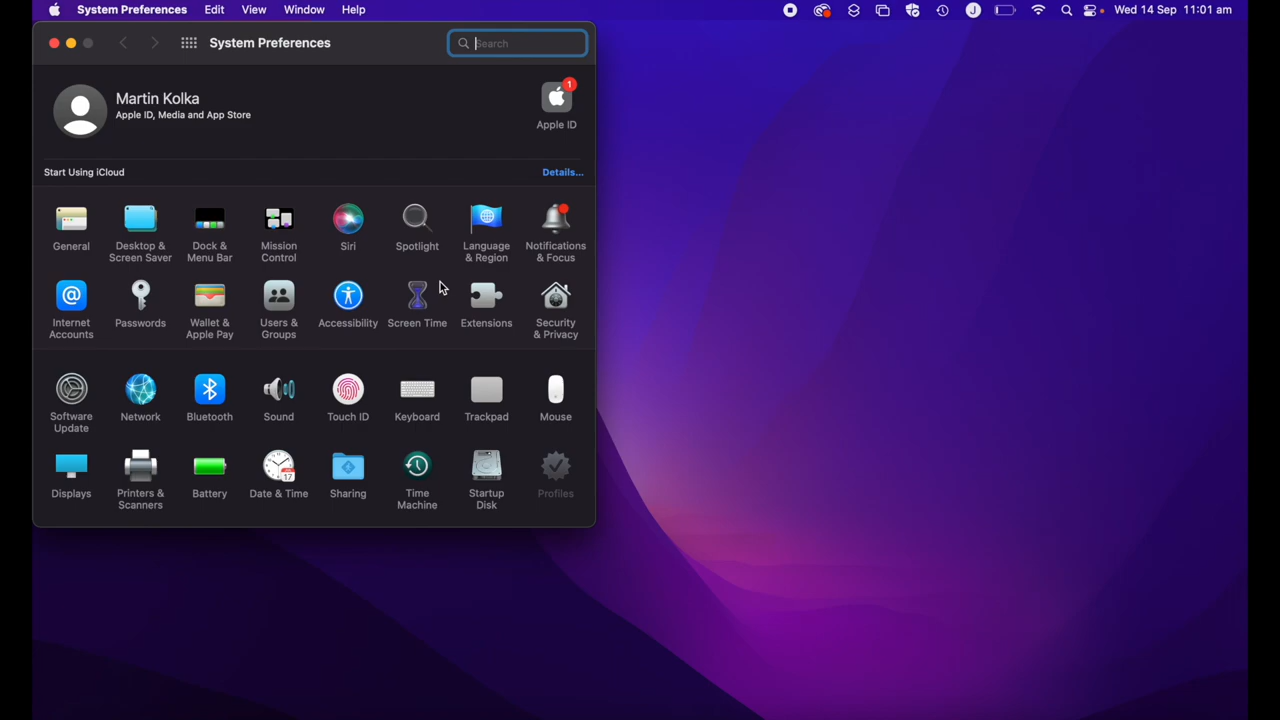 System Preferences Edit View Window Help
J Wed 14 Sep 11:01 am
System Preferences
Search
Martin Kolka
Apple ID, Media and App Store
1
Apple ID
Start Using iCloud
Details...
General
Desktop &
Screen Saver
Dock &
Menu Bar
Mission
Control
Siri
Spotlight
Language
& Region
Notifications
& Focus
@
Internet
Accounts
Passwords
Wallet &
Apple Pay
Users &
Groups
Accessibility
Screen Time
Extensions
Security
& Privacy
Software
Update
Network
Bluetooth
Sound
Touch ID
Keyboard
Trackpad
Mouse
Displays
Printers &
Scanners
Battery
17
Date & Time
Sharing
Time
Machine
Startup
Disk
Profiles